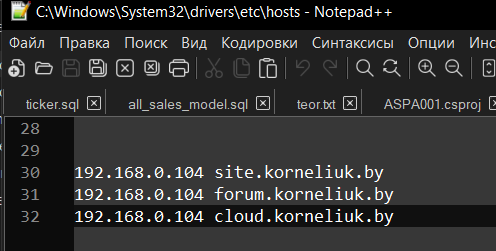 C:\Windows\System32\drivers\etc\hosts - Notepad++
Файл Правка Поиск Вид Кодировки Синтаксисы Опции Инс
ticker.sql all_sales_model.sql teor.txt ASPA001.csproj
28
29
30 192.168.0.104 site.korneliuk.by
31 192.168.0.104 forum.korneliuk.by
32 192.168.0.104 cloud.korneliuk.by